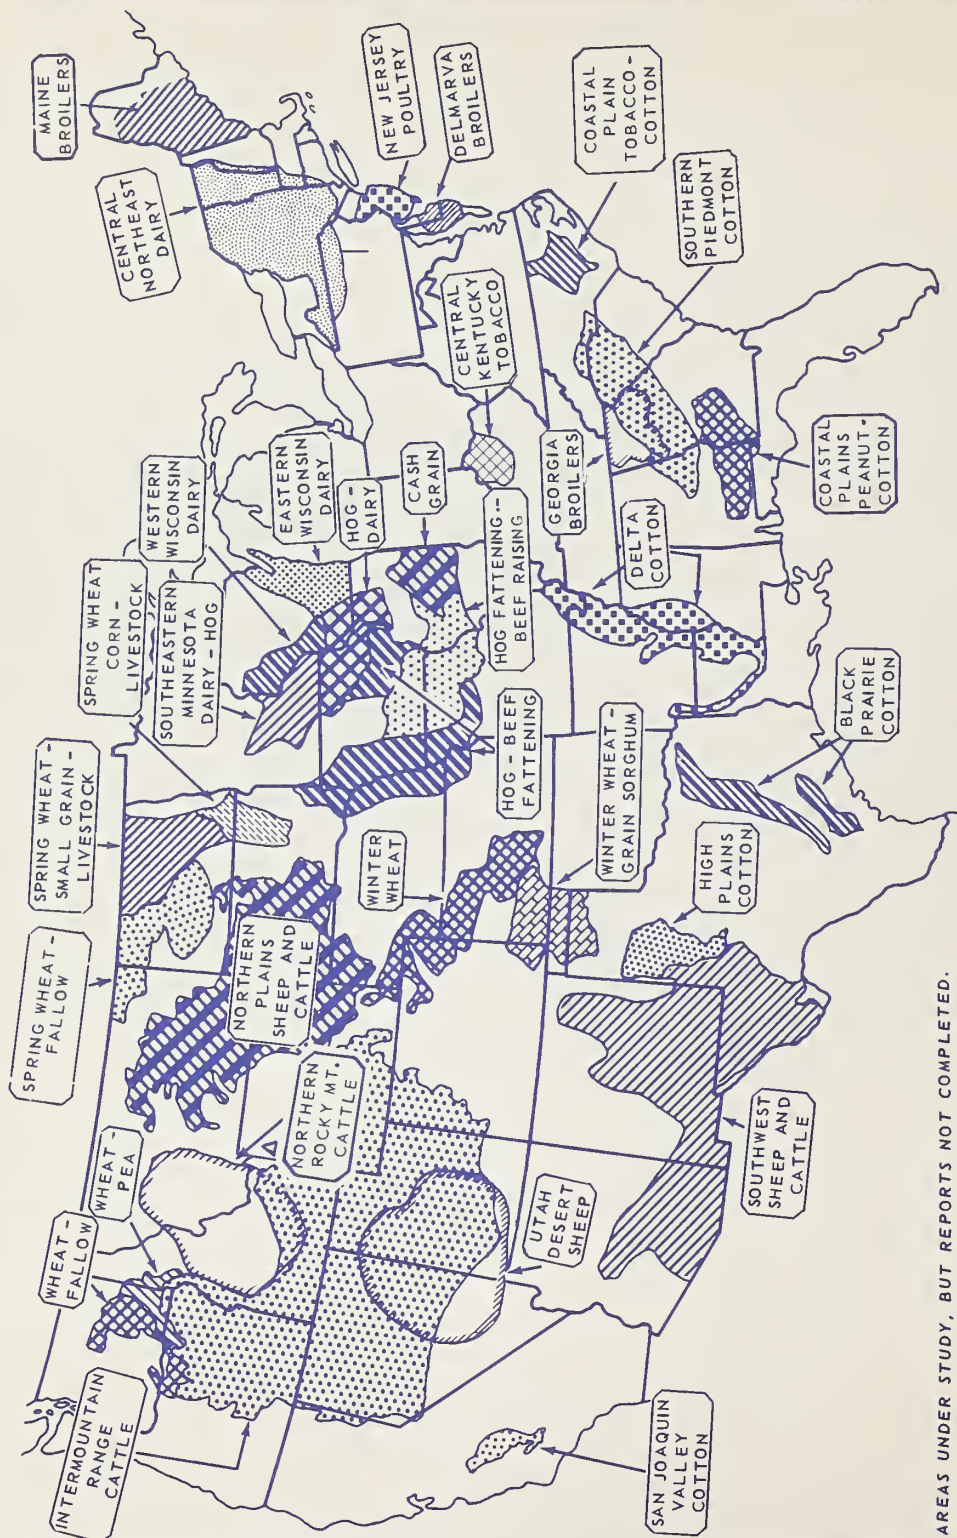 MAINE
BROILERS
CENTRAL
NORTHEAST
DAIRY
NEW JERSEY
POULTRY
DELMARVA
BROILERS
COASTAL
PLAIN
TOBACCO-
COTTON
SOUTHERN
PIEDMONT
COTTON
CENTRAL
KENTUCKY
TOBACCO
GEORGIA
BROILERS
COASTAL
PLAINS
PEANUT-
COTTON
WESTERN
WISCONSIN
DAIRY
EASTERN
WISCONSIN
DAIRY
HOG-
DAIRY
CASH
GRAIN
HOG FATTENING--
BEEF RAISING
DELTA
COTTON
SPRING WHEAT
CORN-
LIVESTOCK
SOUTHEASTERN
MINNESOTA
DAIRY-HOG
SPRING WHEAT-
SMALL GRAIN-
LIVESTOCK
HOG-BEEF
FATTENING
BLACK
PRAIRIE
COTTON
WINTER
WHEAT
WINTER WHEAT-
GRAIN SORGHUM
HIGH
PLAINS
COTTON
SPRING WHEAT-
FALLOW
NORTHERN
PLAINS
SHEEP AND
CATTLE
NORTHERN
ROCKY MT.
CATTLE
Δ
WHEAT-
PEA
WHEAT-
FALLOW
UTAH
DESERT
SHEEP
SOUTHWEST
SHEEP AND
CATTLE
INTERMOUNTAIN
RANGE
CATTLE
SAN JOAQUIN
VALLEY
COTTON
AREAS UNDER STUDY, BUT REPORTS NOT COMPLETED.